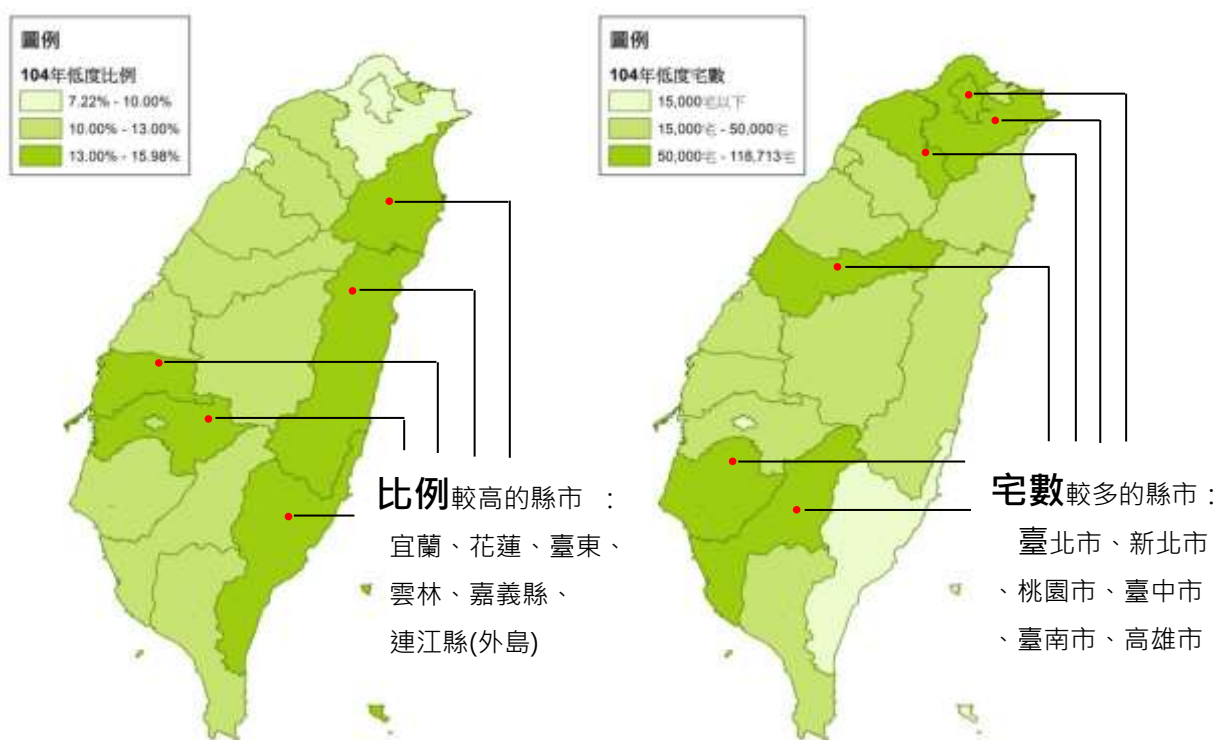 圖例
104年低度比例
7.22% - 10.00%
10.00% - 13.00%
13.00% - 15.98%
比例較高的縣市 :
宜蘭、花蓮、臺東、
雲林、嘉義縣、
連江縣(外島)
圖例
104年低度宅數
15,000宅以下
15,000宅 - 50,000宅
50,000宅 - 118,713宅
宅數較多的縣市 :
臺北市、新北市
、桃園市、臺中市
、臺南市、高雄市